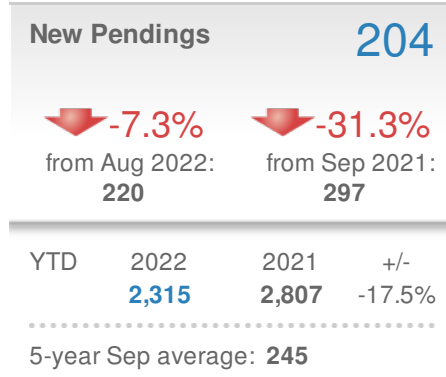 New Pendings 204
-7.3% -31.3%
from Aug 2022: from Sep 2021:
220 297
YTD 2022 2021 +/-
2,315 2,807 -17.5%
5-year Sep average: 245